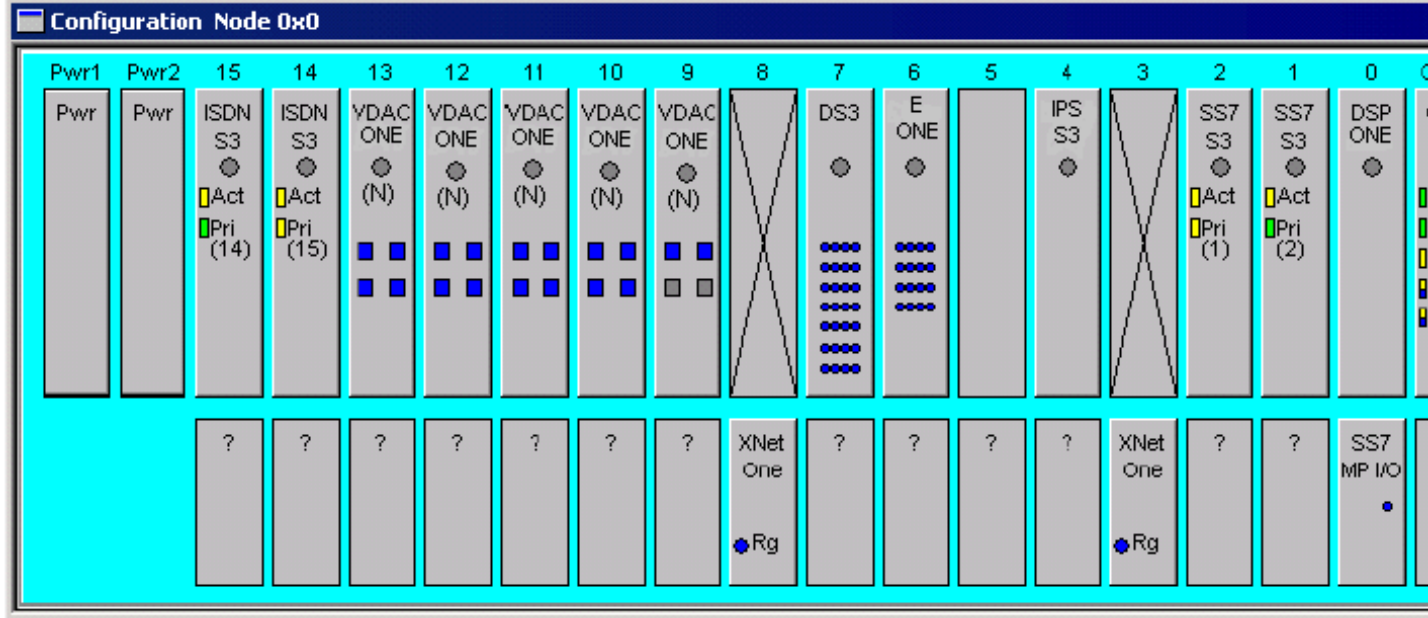 Configuration Node 0x0
Pwr1 Pwr2 15 14 13 12 11 10 9 8 7 6 5 4 3 2 1 0
Pwr Pwr ISDN ISDN VDAC VDAC VDAC VDAC VDAC DS3 E IPS SS7 SS7 DSP
S3 S3 ONE ONE ONE ONE ONE ONE S3 S3 S3 ONE
Act Act (N) (N) (N) (N) (N) Act Act
Pri Pri Pri Pri
(14) (15) (1) (2)
? ? ? ? ? ? ? XNet ? ? ? ? XNet ? ? SS7
One One MP I/O
Rg Rg